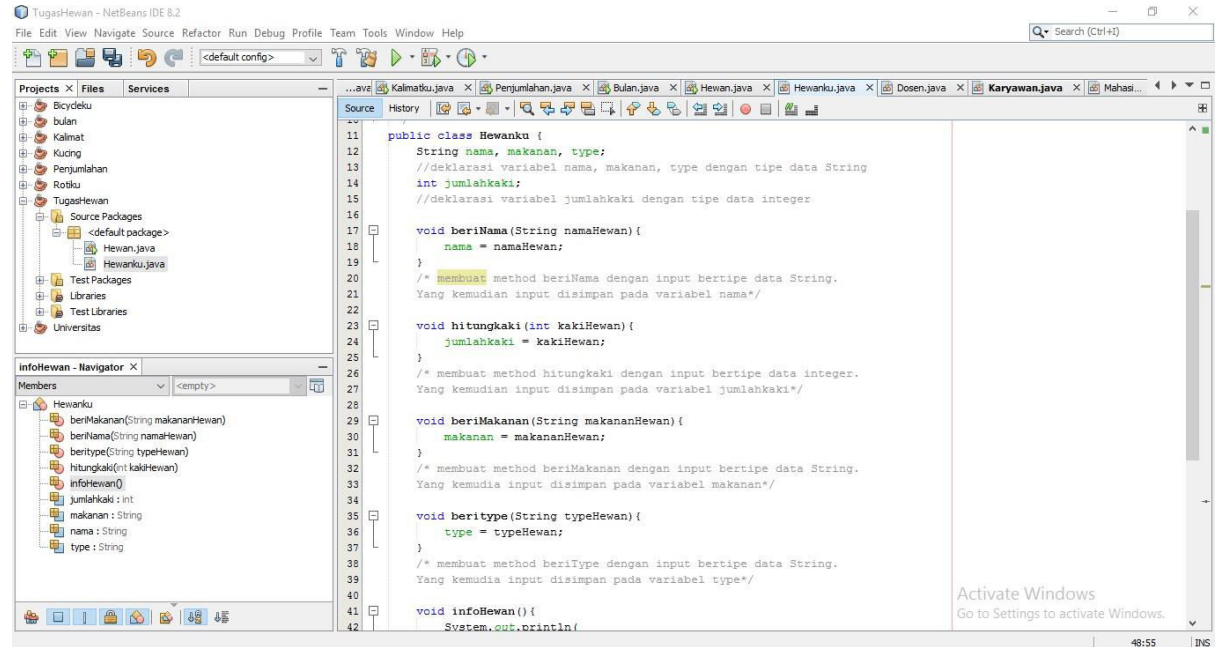 TugasHewan - NetBeans IDE 8.2
File Edit View Navigate Source Refactor Run Debug Profile Team Tools Window Help
Search (Ctrl+I)
<default config>
Projects Files Services
Bicydeku
bulan
Kalimat
Kucing
Penjumlahan
Rotiku
TugasHewan
Source Packages
<default package>
Hewan.java
Hewanku.java
Test Packages
Libraries
Test Libraries
Universitas
infoHewan - Navigator
Members <empty>
Hewanku
beriMakanan(String makananHewan)
beriNama(String namaHewan)
beritype(String typeHewan)
hitungkaki(int kakiHewan)
infoHewan()
jumlahkaki : int
makanan : String
nama : String
type : String
...ava Kalimatku.java Penjumlahan.java Bulan.java Hewan.java Hewanku.java Dosen.java Karyawan.java Mahasi...
Source History
11 public class Hewanku {
12 String nama, makanan, type;
13 //deklarasi variabel nama, makanan, type dengan tipe data String
14 int jumlahkaki;
15 //deklarasi variabel jumlahkaki dengan tipe data integer
16
17 void beriNama(String namaHewan){
18 nama = namaHewan;
19 }
20 /* membuat method beriNama dengan input bertipe data String.
21 Yang kemudian input disimpan pada variabel nama*/
22
23 void hitungkaki(int kakiHewan){
24 jumlahkaki = kakiHewan;
25 }
26 /* membuat method hitungkaki dengan input bertipe data integer.
27 Yang kemudian input disimpan pada variabel jumlahkaki*/
28
29 void beriMakanan(String makananHewan){
30 makanan = makananHewan;
31 }
32 /* membuat method beriMakanan dengan input bertipe data String.
33 Yang kemudia input disimpan pada variabel makanan*/
34
35 void beritype(String typeHewan){
36 type = typeHewan;
37 }
38 /* membuat method beriType dengan input bertipe data String.
39 Yang kemudia input disimpan pada variabel type*/
40
41 void infoHewan(){
42 System.out.println(
Activate Windows
Go to Settings to activate Windows.
48:55 INS